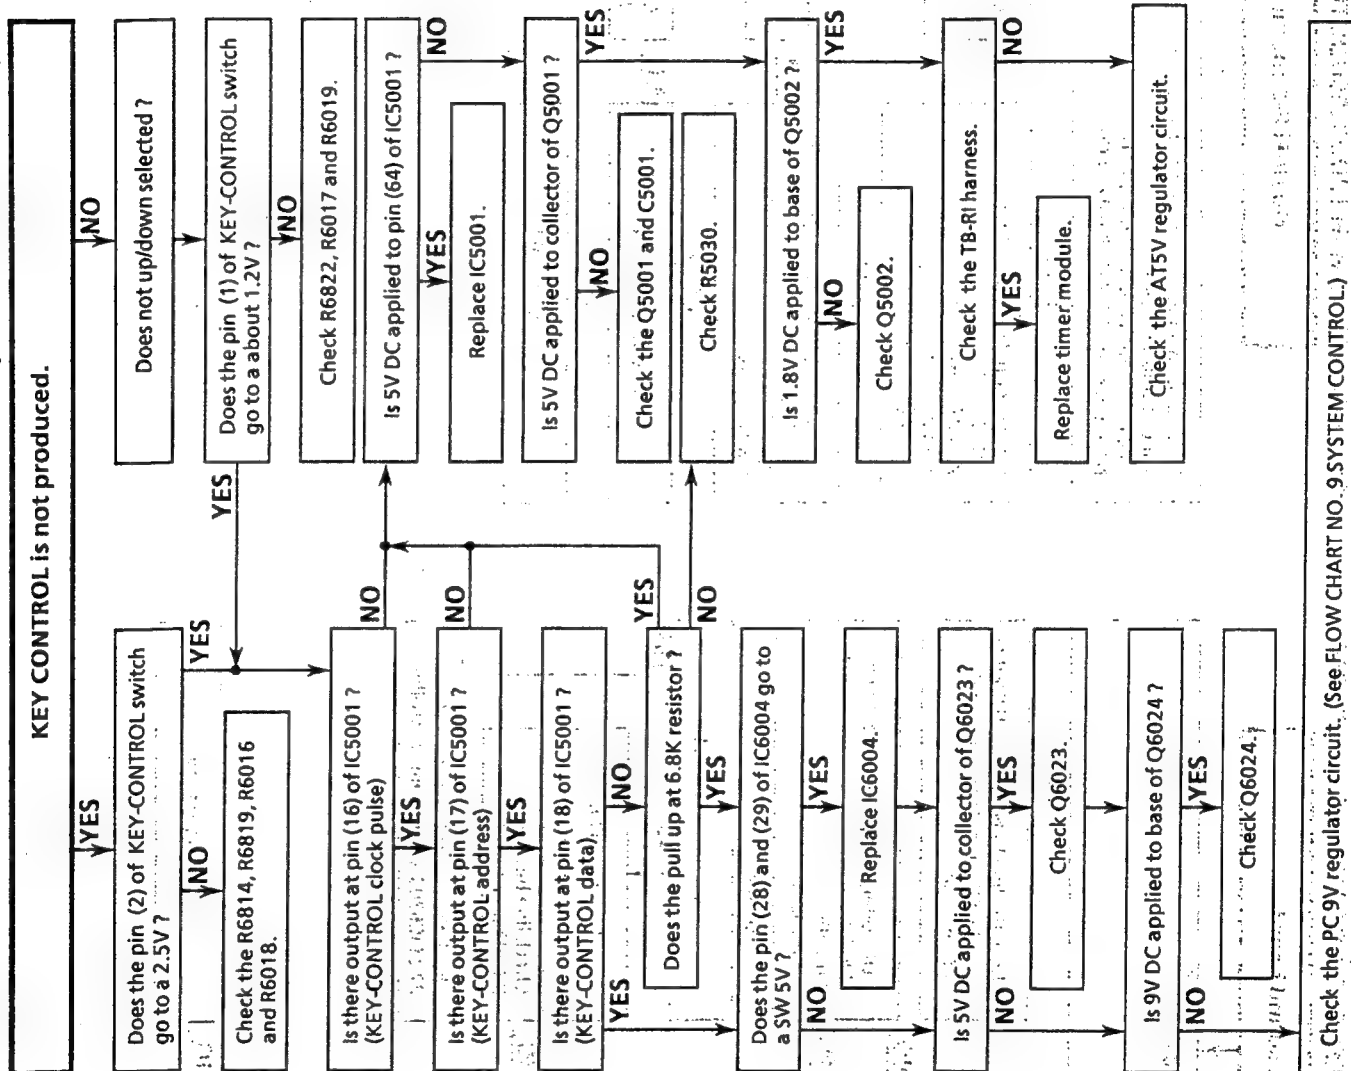 KEY CONTROL is not produced.
YES
NO
Does the pin (2) of KEY-CONTROL switch
go to a 2.5V ?
YES
NO
Check the R6814, R6819, R6016
and R6018.
Is there output at pin (16) of IC5001 ?
(KEY-CONTROL clock pulse)
NO
YES
Is there output at pin (17) of IC5001 ?
(KEY-CONTROL address)
NO
YES
Is there output at pin (18) of IC5001 ?
(KEY-CONTROL data)
YES
NO
Does the pull up at 6.8K resistor ?
YES
NO
YES
Does the pin (28) and (29) of IC6004 go to
a SW 5V ?
NO
YES
Replace IC6004.
Is 5V DC applied to collector of Q6023 ?
NO
YES
Check Q6023.
Is 9V DC applied to base of Q6024 ?
NO
YES
Check Q6024.
Does not up/down selected ?
Does the pin (1) of KEY-CONTROL switch
go to a about 1.2V ?
YES
NO
Check R6822, R6017 and R6019.
Is 5V DC applied to pin (64) of IC5001 ?
NO
YES
Replace IC5001.
Is 5V DC applied to collector of Q5001 ?
YES
NO
Check the Q5001 and C5001.
Check R5030.
Is 1.8V DC applied to base of Q5002 ?
YES
NO
Check Q5002.
Check the TB-RI harness.
NO
YES
Replace timer module.
Check the AT5V regulator circuit.
Check the PC 9V regulator circuit. (See FLOW CHART NO. 9 SYSTEM CONTROL.)